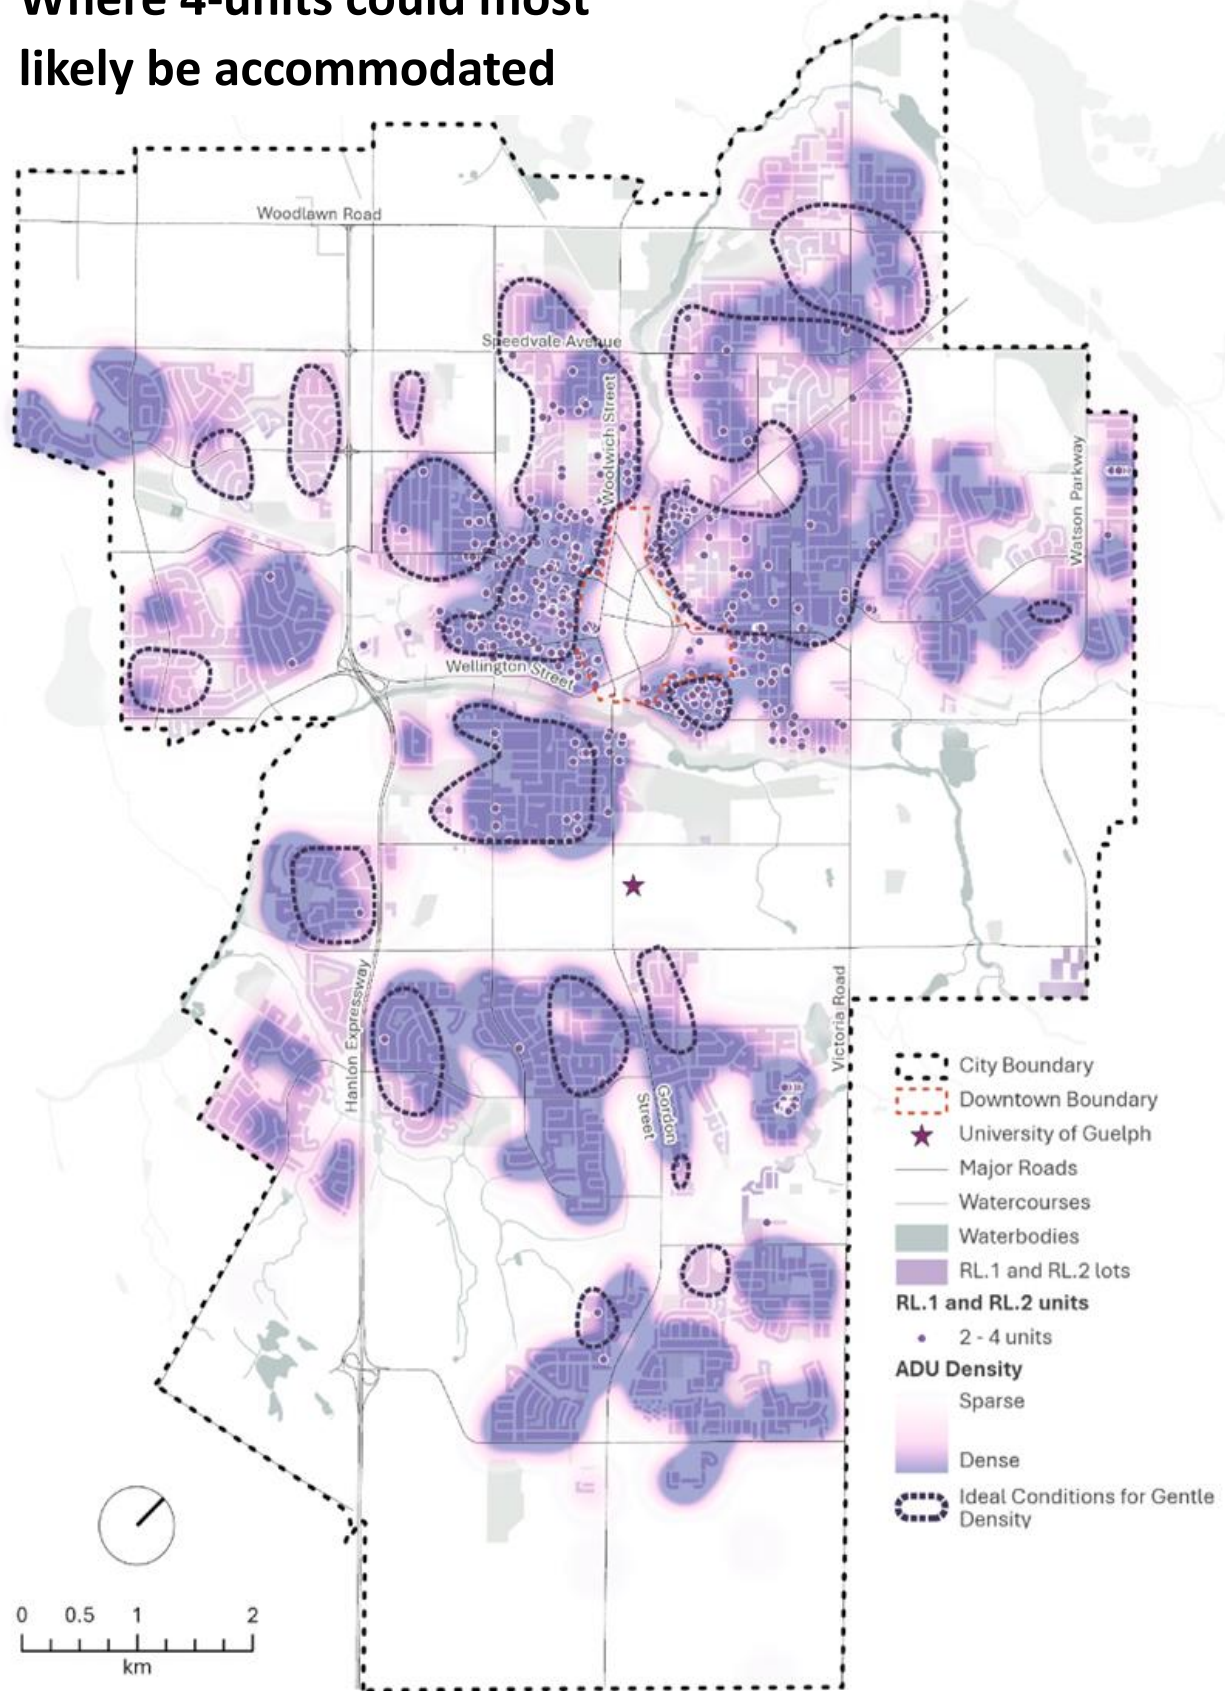 Where 4-units could most
likely be accommodated
Woodlawn Road
Speedvale Avenue
Woolwich Street
Watson Parkway
Wellington Street
Hanlon Expressway
Victoria Road
Gordon
Street
City Boundary
Downtown Boundary
University of Guelph
Major Roads
Watercourses
Waterbodies
RL.1 and RL.2 lots
RL.1 and RL.2 units
2 - 4 units
ADU Density
Sparse
Dense
Ideal Conditions for Gentle
Density
0 0.5 1 2
km